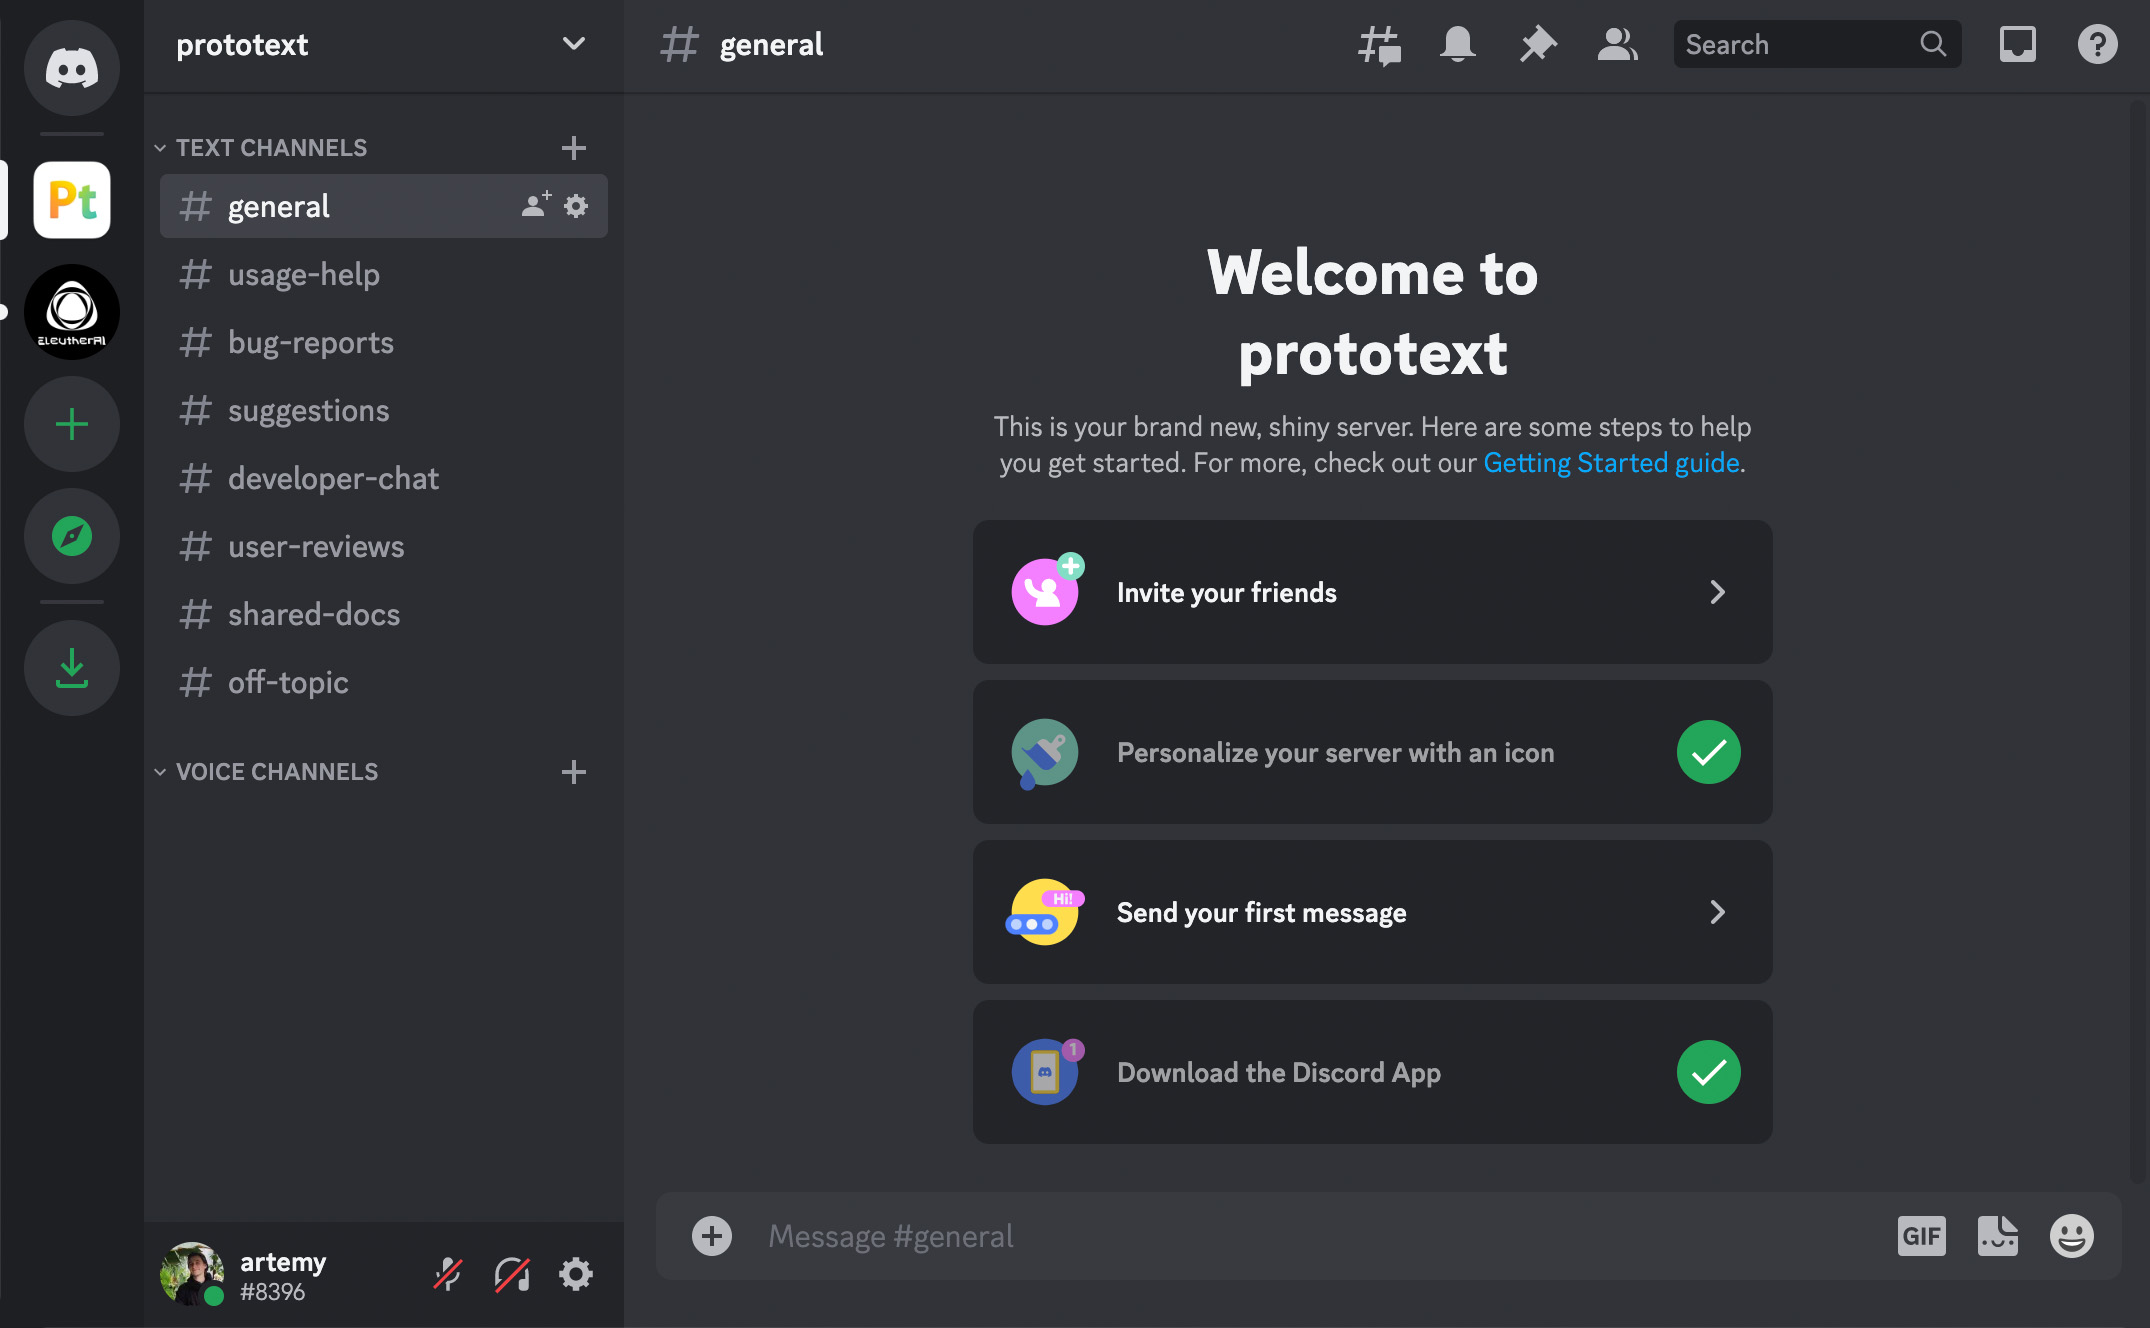 prototext
general
Search
TEXT CHANNELS
general
usage-help
bug-reports
suggestions
developer-chat
user-reviews
shared-docs
off-topic
VOICE CHANNELS
Pt
EleutherAI
Welcome to
prototext
This is your brand new, shiny server. Here are some steps to help
you get started. For more, check out our Getting Started guide.
Invite your friends
Personalize your server with an icon
Hi!
Send your first message
1
Download the Discord App
Message #general
GIF
artemy
#8396